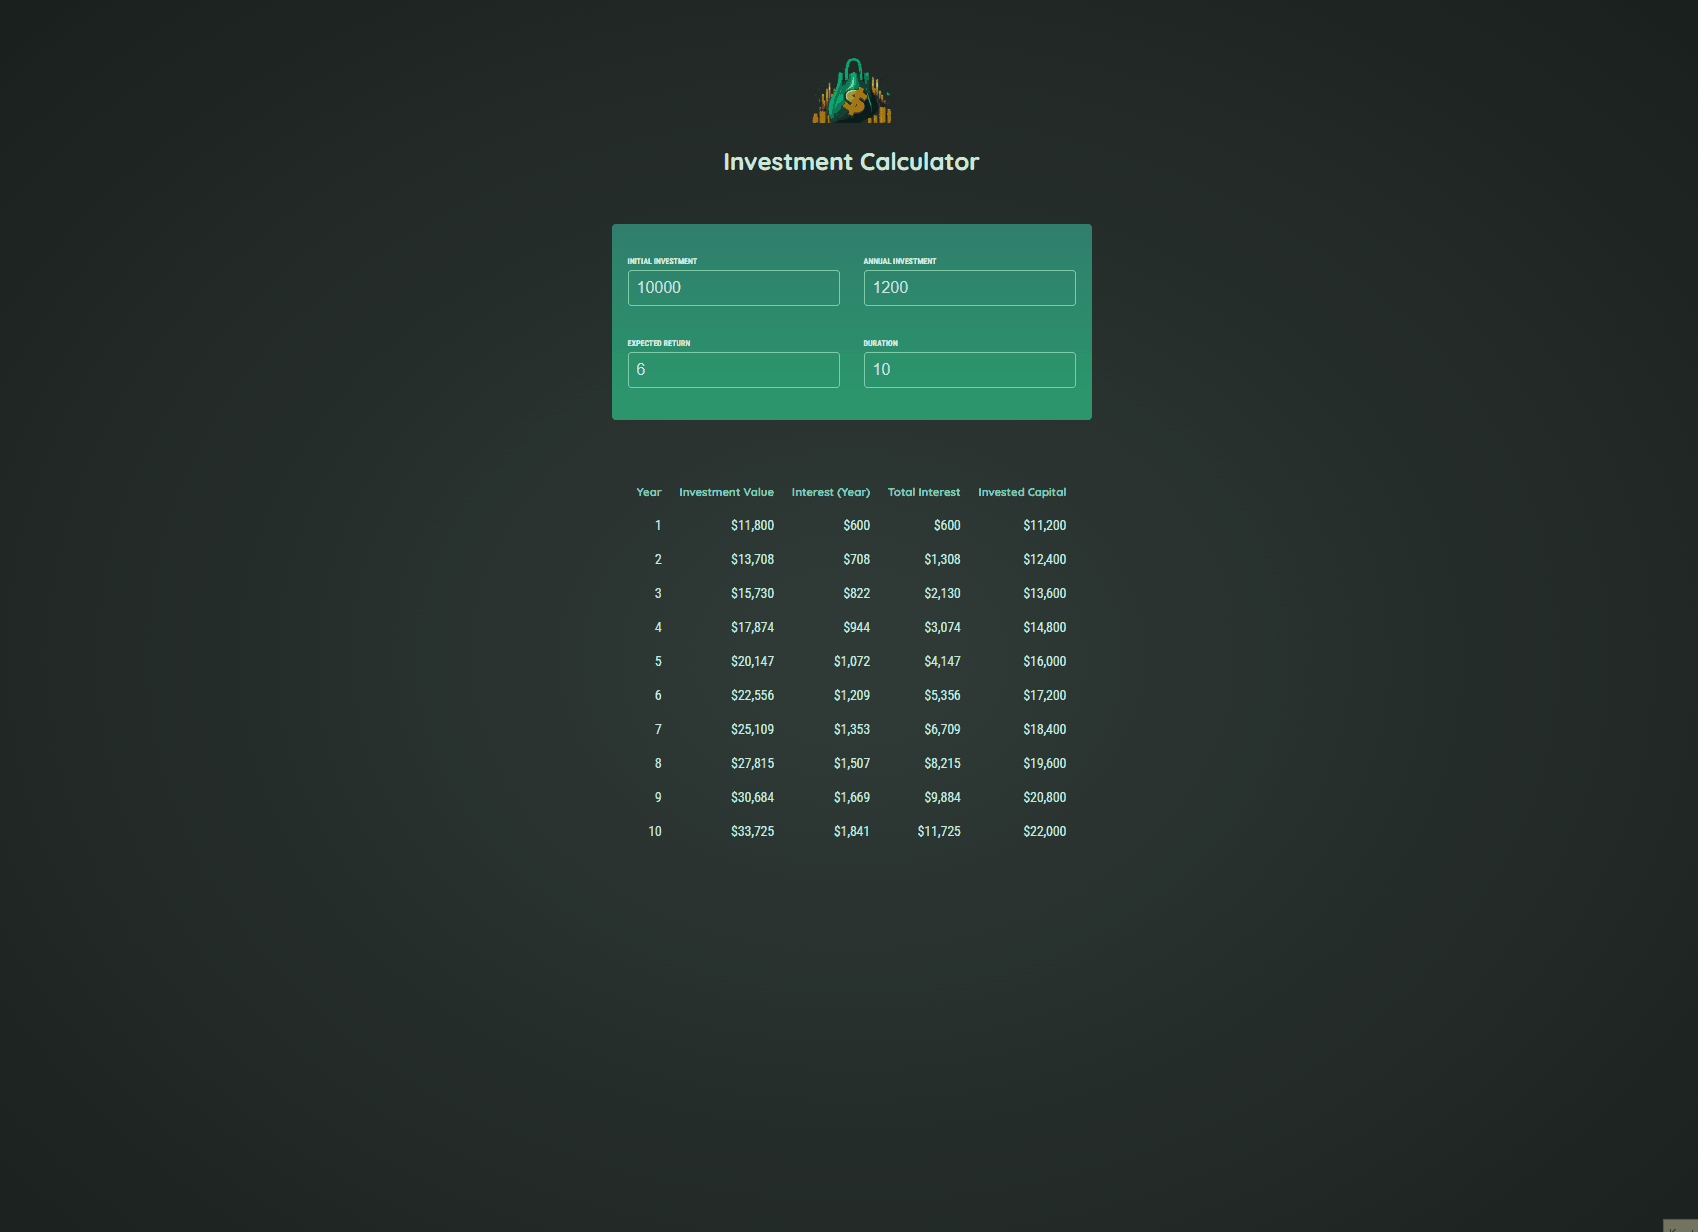 $
Investment Calculator
INITIAL INVESTMENT ANNUAL INVESTMENT
10000 1200
EXPECTED RETURN DURATION
6 10
Year Investment Value Interest (Year) Total Interest Invested Capital
1 $11,800 $600 $600 $11,200
2 $13,708 $708 $1,308 $12,400
3 $15,730 $822 $2,130 $13,600
4 $17,874 $944 $3,074 $14,800
5 $20,147 $1,072 $4,147 $16,000
6 $22,556 $1,209 $5,356 $17,200
7 $25,109 $1,353 $6,709 $18,400
8 $27,815 $1,507 $8,215 $19,600
9 $30,684 $1,669 $9,884 $20,800
10 $33,725 $1,841 $11,725 $22,000